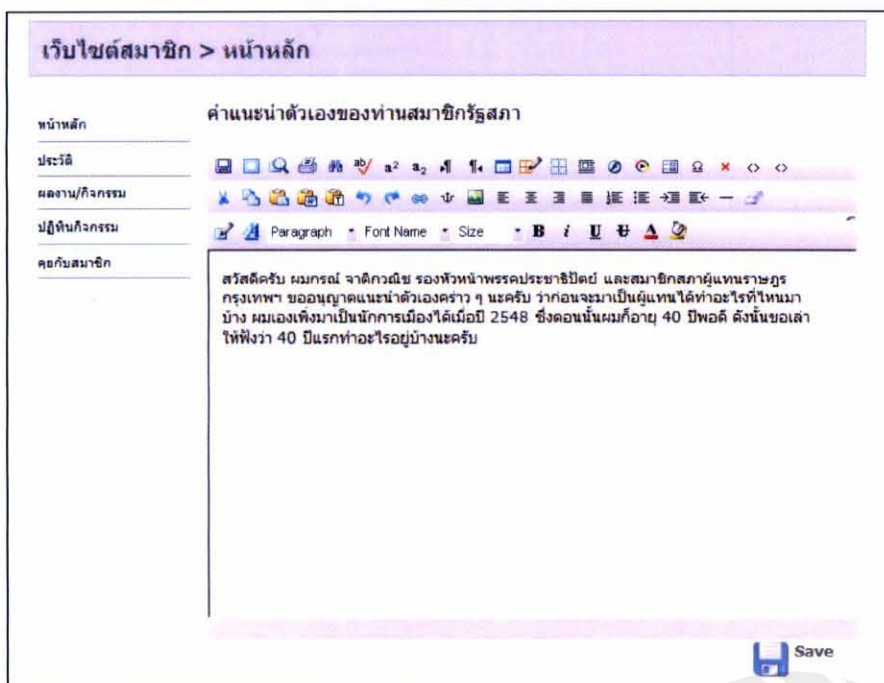 เว็บไซต์สมาชิก > หน้าหลัก
หน้าหลัก
ประวัติ
ผลงาน/กิจกรรม
ปฏิทินกิจกรรม
คุยกับสมาชิก
คำแนะนำตัวเองของท่านสมาชิกรัฐสภา
Paragraph Font Name Size B i U
สวัสดีครับ ผมกรณ์ จาติกวณิช รองหัวหน้าพรรคประชาธิปัตย์ และสมาชิกสภาผู้แทนราษฎร
กรุงเทพฯ ขออนุญาตแนะนำตัวเองคร่าว ๆ นะครับ ว่าก่อนจะมาเป็นผู้แทนได้ทำอะไรที่ไหนมา
บ้าง ผมเองเพิ่งมาเป็นนักการเมืองได้เมื่อปี 2548 ซึ่งตอนนั้นผมก็อายุ 40 ปีพอดี ดังนั้นขอเล่า
ให้ฟังว่า 40 ปีแรกทำอะไรอยู่บ้างนะครับ
Save